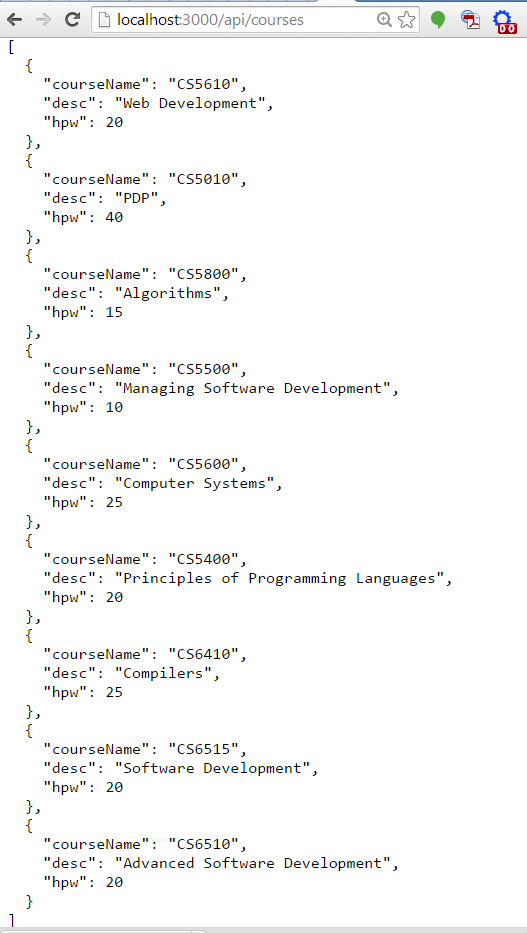 localhost:3000/api/courses
00
[
  {
    "courseName": "CS5610",
    "desc": "Web Development",
    "hpw": 20
  },
  {
    "courseName": "CS5010",
    "desc": "PDP",
    "hpw": 40
  },
  {
    "courseName": "CS5800",
    "desc": "Algorithms",
    "hpw": 15
  },
  {
    "courseName": "CS5500",
    "desc": "Managing Software Development",
    "hpw": 10
  },
  {
    "courseName": "CS5600",
    "desc": "Computer Systems",
    "hpw": 25
  },
  {
    "courseName": "CS5400",
    "desc": "Principles of Programming Languages",
    "hpw": 20
  },
  {
    "courseName": "CS6410",
    "desc": "Compilers",
    "hpw": 25
  },
  {
    "courseName": "CS6515",
    "desc": "Software Development",
    "hpw": 20
  },
  {
    "courseName": "CS6510",
    "desc": "Advanced Software Development",
    "hpw": 20
  }
]